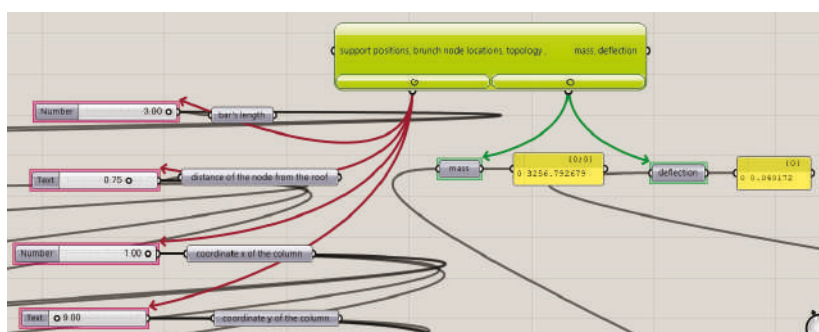 support positions, brunch node locations, topology , mass, deflection
G O
Number 3.00
bar's length
Text 0.75
distance of the node from the roof
mass
{0;0}
0 3256.792679
deflection
{0}
0 0.060172
Number 1.00
coordinate x of the column
Text 9.00
coordinate y of the column